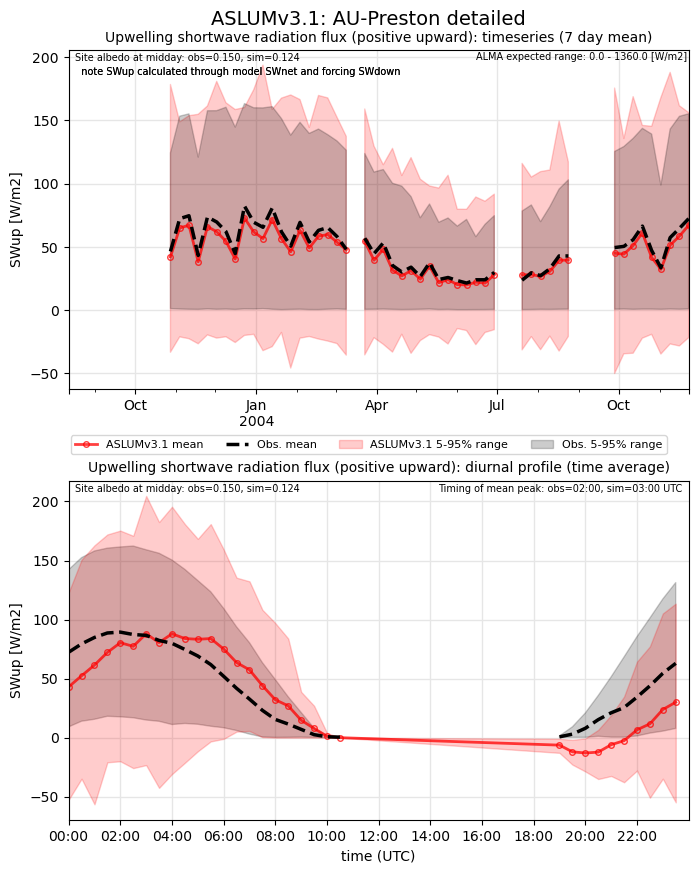 ASLUMv3.1: AU-Preston detailed
Upwelling shortwave radiation flux (positive upward): timeseries (7 day mean)
Site albedo at midday: obs=0.150, sim=0.124
ALMA expected range: 0.0 - 1360.0 [W/m2]
note SWup calculated through model SWnet and forcing SWdown
SWup [W/m2]
200
150
100
50
0
−50
Oct
Jan
2004
Apr
Jul
Oct
ASLUMv3.1 mean
Obs. mean
ASLUMv3.1 5-95% range
Obs. 5-95% range
Upwelling shortwave radiation flux (positive upward): diurnal profile (time average)
Site albedo at midday: obs=0.150, sim=0.124
Timing of mean peak: obs=02:00, sim=03:00 UTC
SWup [W/m2]
200
150
100
50
0
−50
00:00
02:00
04:00
06:00
08:00
10:00
12:00
14:00
16:00
18:00
20:00
22:00
time (UTC)